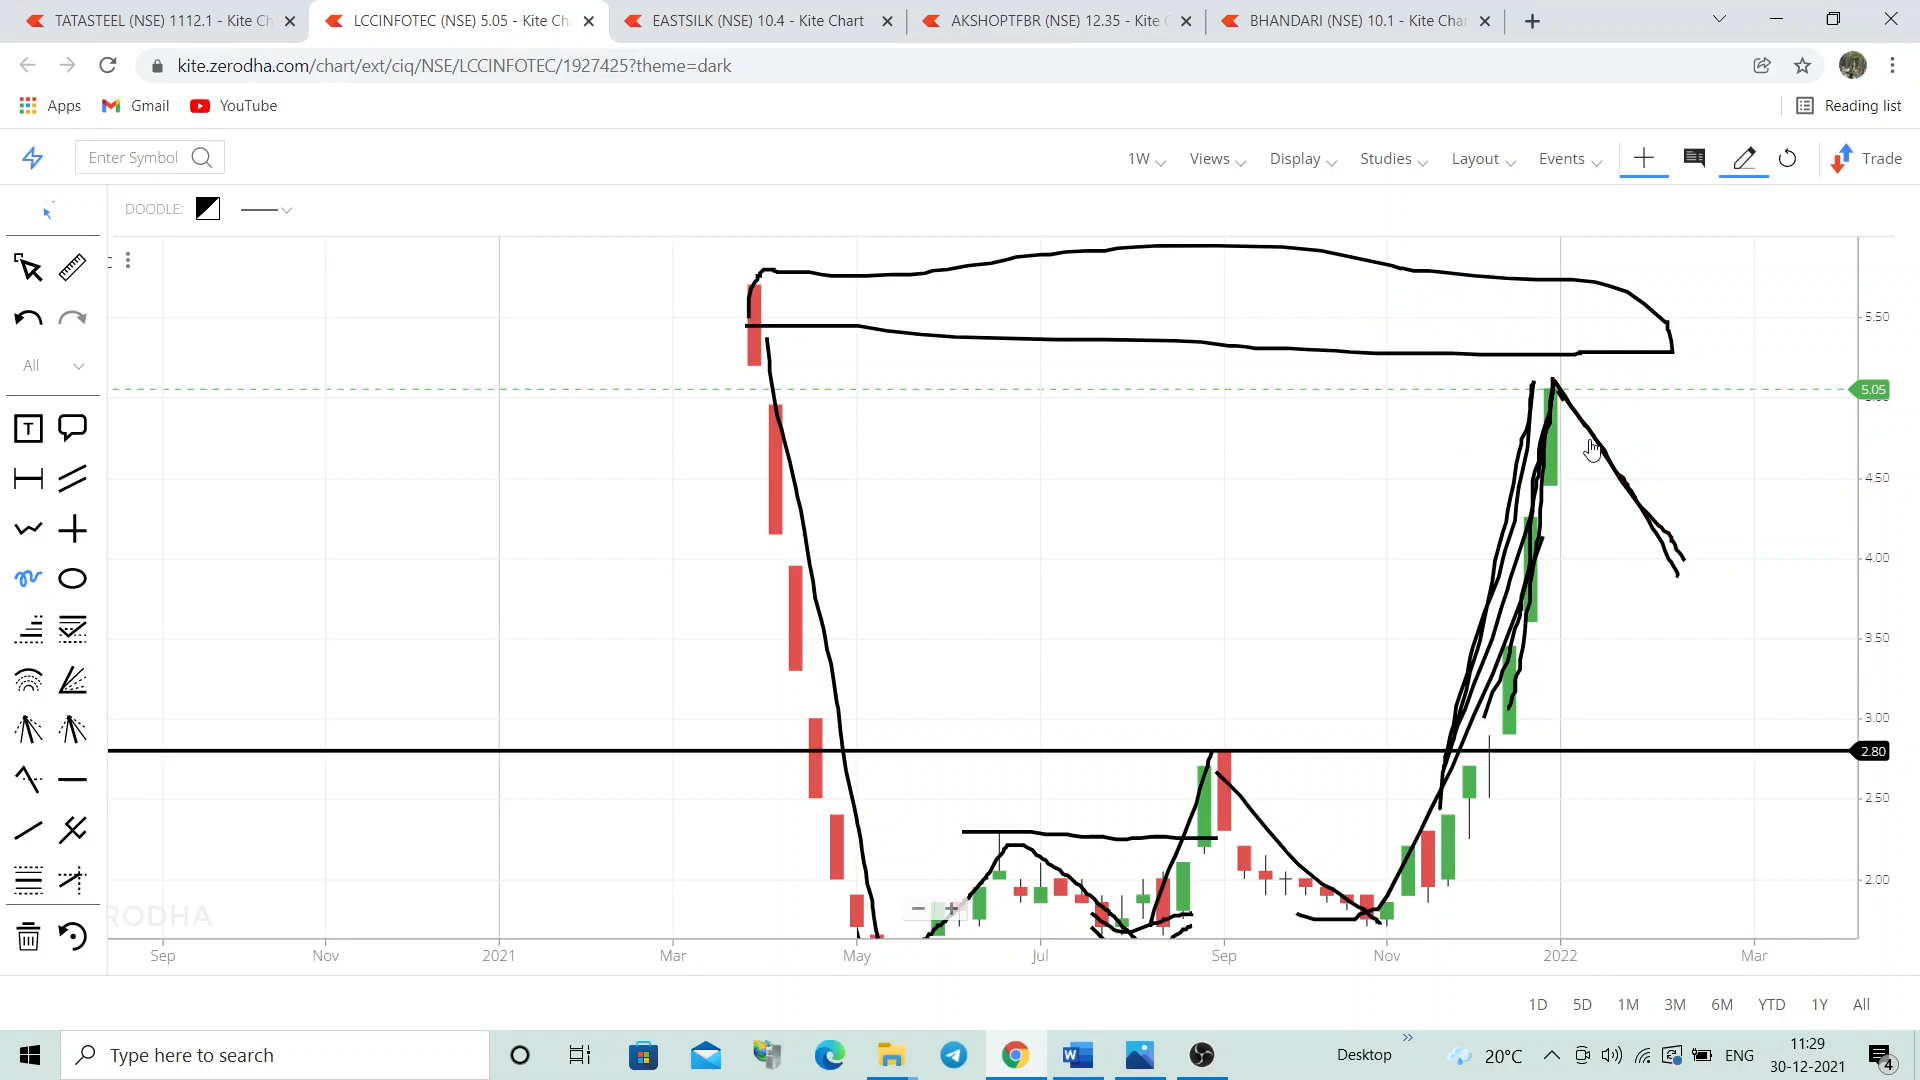 TATASTEEL (NSE) 1112.1 - Kite Ch
LCCINFOTEC (NSE) 5.05 - Kite Ch
EASTSILK (NSE) 10.4 - Kite Chart
AKSHOPTFBR (NSE) 12.35 - Kite
BHANDARI (NSE) 10.1 - Kite Char
kite.zerodha.com/chart/ext/ciq/NSE/LCCINFOTEC/1927425?theme=dark
Apps Gmail YouTube Reading list
Enter Symbol 1W Views Display Studies Layout Events Trade
DOODLE:
All
T
5.50
5.05
5.00
4.50
4.00
3.50
3.00
2.80
2.50
2.00
RODHA
Sep Nov 2021 Mar May Jul Sep Nov 2022 Mar
1D 5D 1M 3M 6M YTD 1Y All
Type here to search
Desktop
20°C
ENG
11:29
30-12-2021
4